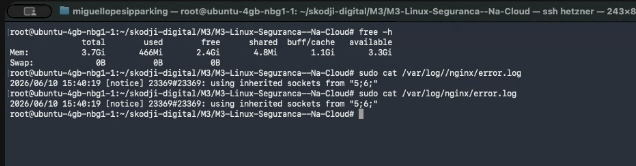 miguellopesipparking — root@ubuntu-4gb-nbg1-1: ~/skodji-digital/M3/M3-Linux-Seguranca--Na-Cloud — ssh hetzner — 243×8
root@ubuntu-4gb-nbg1-1:~/skodji-digital/M3/M3-Linux-Seguranca--Na-Cloud# free -h
total used free shared buff/cache available
Mem: 3.7Gi 466Mi 2.4Gi 4.8Mi 1.1Gi 3.3Gi
Swap: 0B 0B 0B
root@ubuntu-4gb-nbg1-1:~/skodji-digital/M3/M3-Linux-Seguranca--Na-Cloud# sudo cat /var/log//nginx/error.log
2026/06/10 15:40:19 [notice] 23369#23369: using inherited sockets from "5;6;"
root@ubuntu-4gb-nbg1-1:~/skodji-digital/M3/M3-Linux-Seguranca--Na-Cloud# sudo cat /var/log/nginx/error.log
2026/06/10 15:40:19 [notice] 23369#23369: using inherited sockets from "5;6;"
root@ubuntu-4gb-nbg1-1:~/skodji-digital/M3/M3-Linux-Seguranca--Na-Cloud#